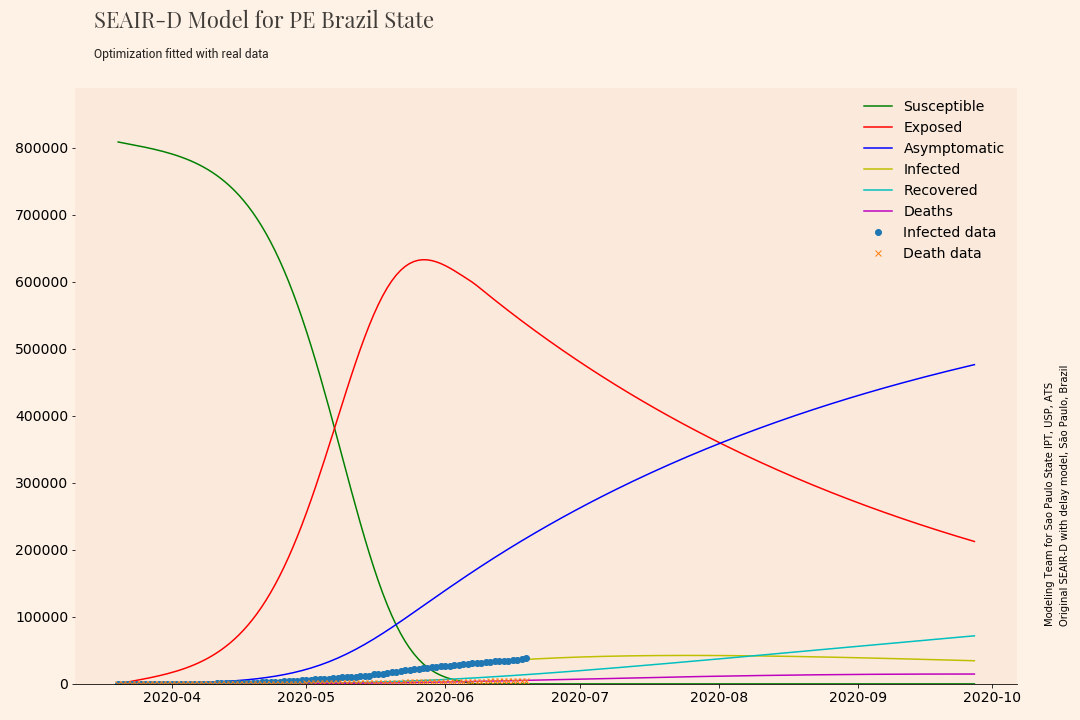 SEAIR-D Model for PE Brazil State
Optimization fitted with real data
Susceptible
Exposed
Asymptomatic
Infected
Recovered
Deaths
Infected data
Death data
800000
700000
600000
500000
400000
300000
200000
100000
0
2020-04
2020-05
2020-06
2020-07
2020-08
2020-09
2020-10
Modeling Team for Sao Paulo State IPT, USP, ATS
Original SEAIR-D with delay model, São Paulo, Brazil